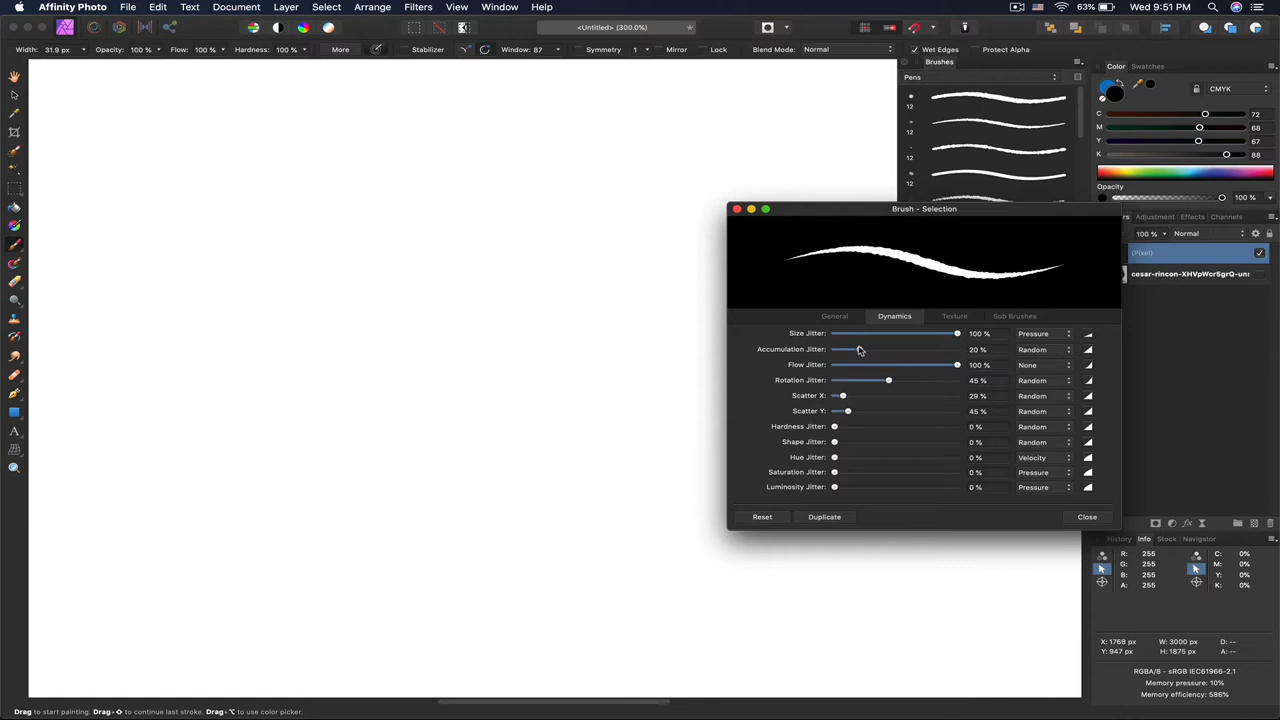 Affinity Photo File Edit Text Document Layer Select Arrange Filters View Window Help 63% Wed 9:51 PM
<Untitled> (300.0%)
Width: 31.9 px Opacity: 100 % Flow: 100 % Hardness: 100 % More Stabilizer Window: 87 Symmetry 1 Mirror Lock Blend Mode: Normal Wet Edges Protect Alpha
Brushes
Pens
12
12
12
12
Color Swatches
CMYK
C 72
M 68
Y 67
K 88
Opacity
100 %
Adjustment Effects Channels
100 % Normal
(Pixel)
cesar-rincon-XHVpWcr5grQ-uns
Brush - Selection
General Dynamics Texture Sub Brushes
Size Jitter: 100 % Pressure
Accumulation Jitter: 20 % Random
Flow Jitter: 100 % None
Rotation Jitter: 45 % Random
Scatter X: 29 % Random
Scatter Y: 45 % Random
Hardness Jitter: 0 % Random
Shape Jitter: 0 % Random
Hue Jitter: 0 % Velocity
Saturation Jitter: 0 % Pressure
Luminosity Jitter: 0 % Pressure
Reset Duplicate Close
History Info Stock Navigator
R: 255 C: 0%
G: 255 M: 0%
B: 255 Y: 0%
A: 255 K: 0%
X: 1768 px W: 3000 px D: --
Y: 947 px H: 1875 px A: --
RGBA/8 - sRGB IEC61966-2.1
Memory pressure: 10%
Memory efficiency: 586%
Drag to start painting. Drag+⇧ to continue last stroke. Drag+⌥ to use color picker.